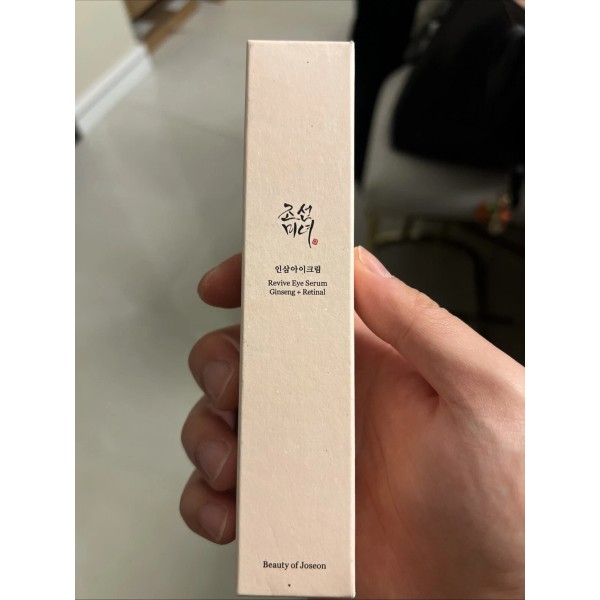 조선
미녀
인삼아이크림
Revive Eye Serum
Ginseng + Retinal
Beauty of Joseon